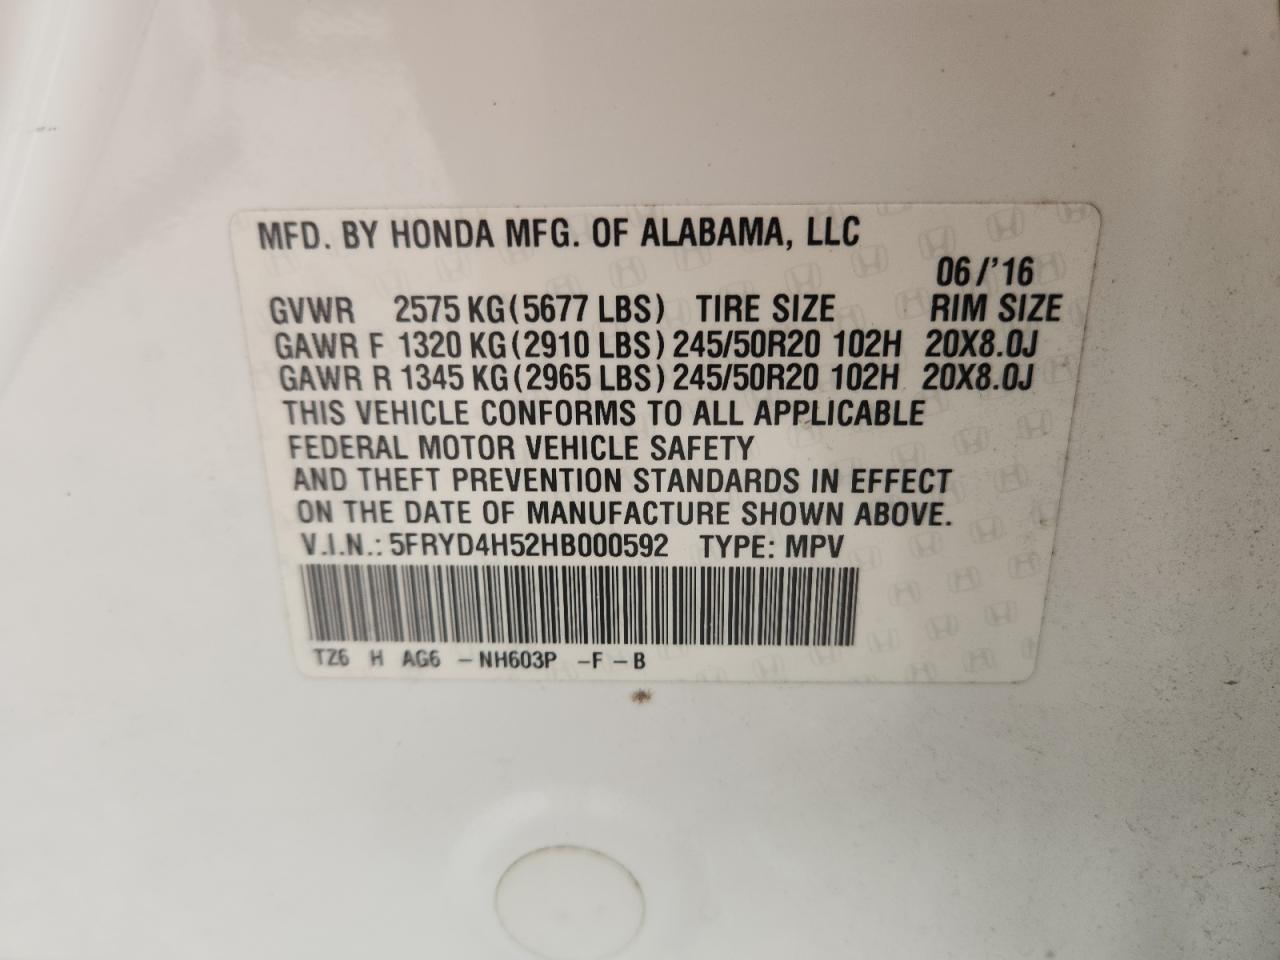 MFD. BY HONDA MFG. OF ALABAMA, LLC
06/'16
GVWR 2575 KG(5677 LBS) TIRE SIZE RIM SIZE
GAWR F 1320 KG(2910 LBS) 245/50R20 102H 20X8.0J
GAWR R 1345 KG(2965 LBS) 245/50R20 102H 20X8.0J
THIS VEHICLE CONFORMS TO ALL APPLICABLE
FEDERAL MOTOR VEHICLE SAFETY
AND THEFT PREVENTION STANDARDS IN EFFECT
ON THE DATE OF MANUFACTURE SHOWN ABOVE.
V.I.N.: 5FRYD4H52HB000592 TYPE: MPV
TZ6 H AG6 -NH603P -F -B